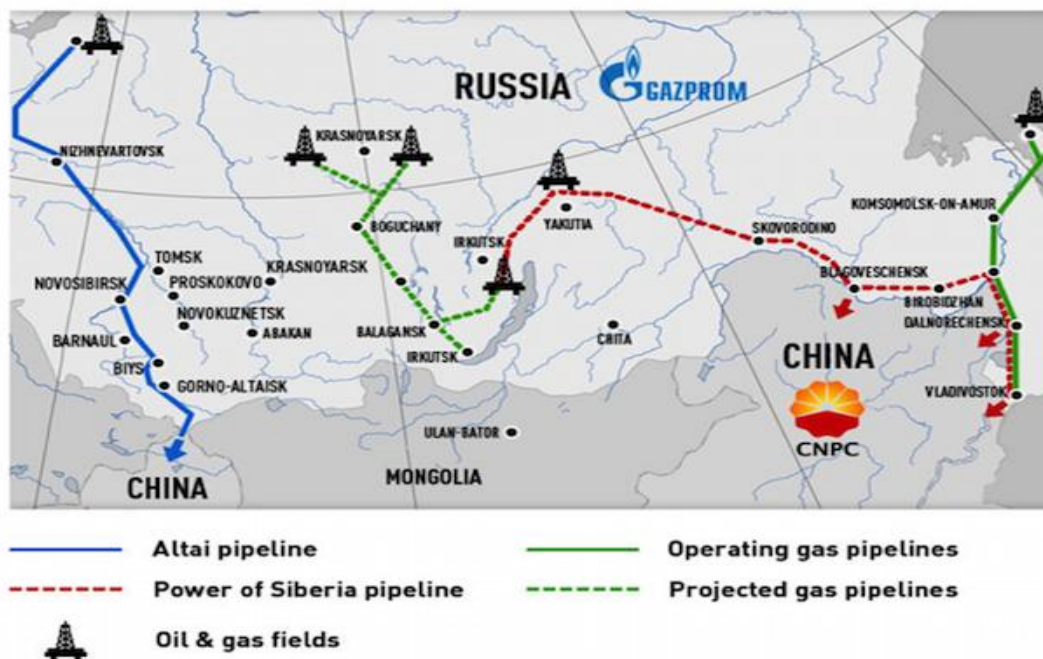 RUSSIA
GAZPROM
KRASNOYARSK
NIZHNEVARTOVSK
KOMSOMOLSK-ON-AMUR
YAKUTIA
BOGUCHANY
IRKUTSK
SKOVORODINO
TOMSK
KRASNOYARSK
PROSKOKOVO
BLAGOVESCHENSK
NOVOSIBIRSK
BIROBIDZHAN
NOVOKUZNETSK
ABAKAN
BALAGANSK
CHITA
DALNORECHENSK
BARNAUL
IRKUTSK
CHINA
BIYS
GORNO-ALTAISK
VLADIVOSTOK
ULAN-BATOR
CNPC
MONGOLIA
CHINA
Altai pipeline
Operating gas pipelines
Power of Siberia pipeline
Projected gas pipelines
Oil & gas fields